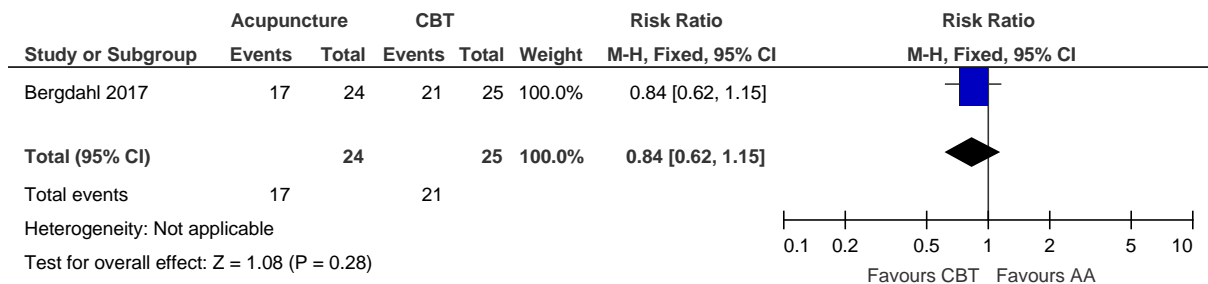 Acupuncture CBT Risk Ratio Risk Ratio
Study or Subgroup Events Total Events Total Weight M-H, Fixed, 95% CI M-H, Fixed, 95% CI
Bergdahl 2017 17 24 21 25 100.0% 0.84 [0.62, 1.15]
Total (95% CI) 24 25 100.0% 0.84 [0.62, 1.15]
Total events 17 21
Heterogeneity: Not applicable
Test for overall effect: Z = 1.08 (P = 0.28)
0.1 0.2 0.5 1 2 5 10
Favours CBT Favours AA